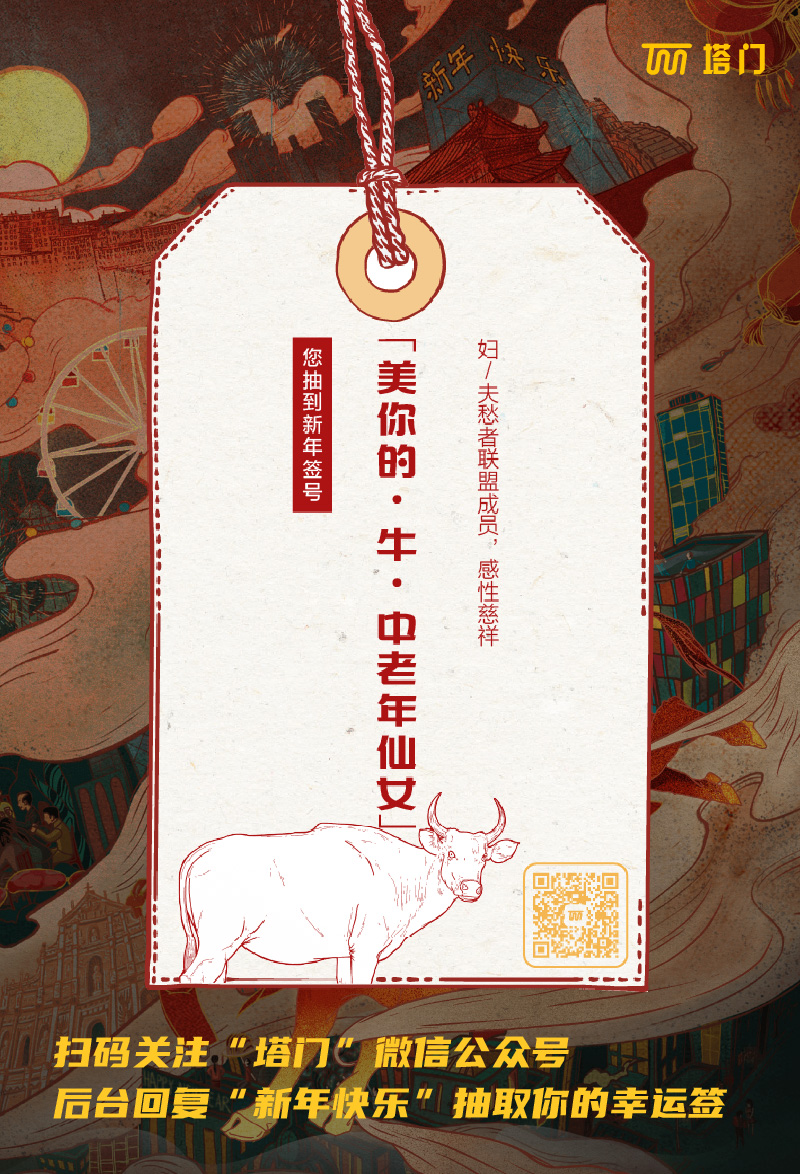 塔门
新年 快乐
妇/夫愁者联盟成员，感性慈祥
「美你的·牛·中老年仙女」
您抽到新年签号
扫码关注“塔门”微信公众号
后台回复“新年快乐”抽取你的幸运签